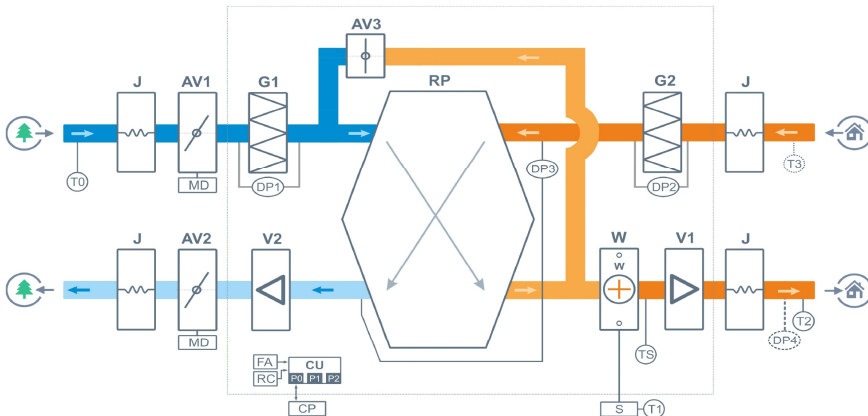 AV3
J AV1 G1 RP G2 J
DP3
T0 MD DP1 DP2 T3
J AV2 V2 W V1 J
w
MD T2
DP4
TS
FA CU
RC P0 P1 P2
CP S T1